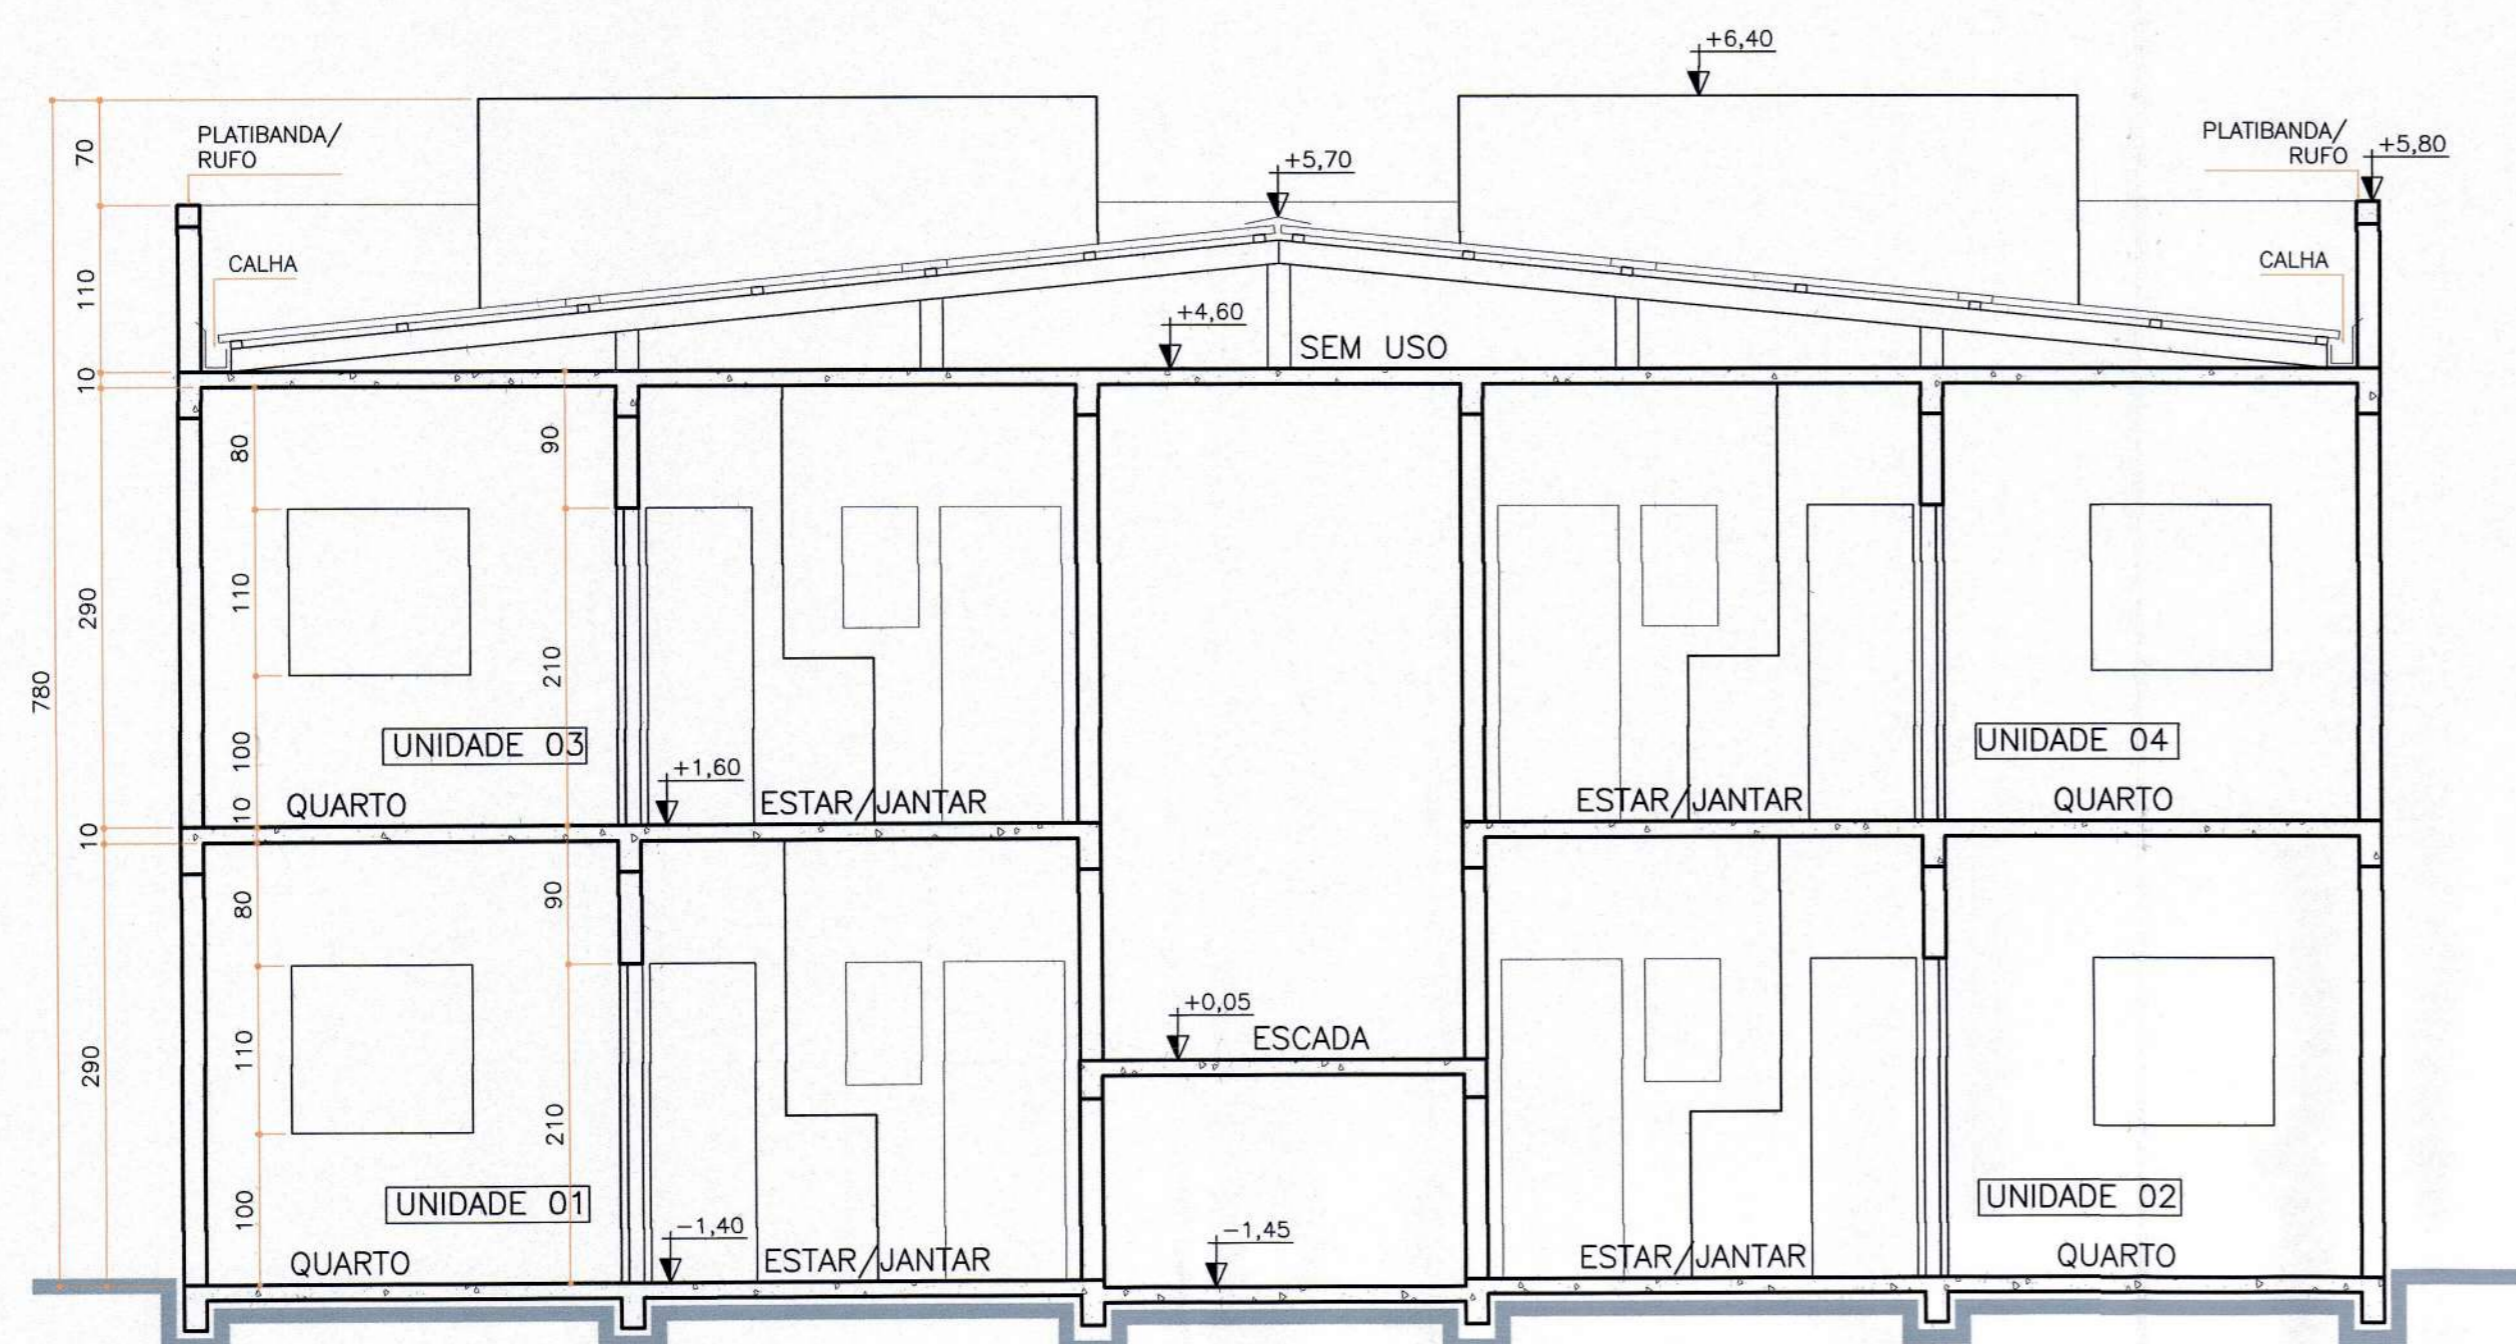 +6,40
PLATIBANDA/
RUFO
PLATIBANDA/
RUFO
+5,80
+5,70
70
CALHA
CALHA
110
+4,60
SEM USO
10
80
90
110
290
210
780
UNIDADE 03
UNIDADE 04
100
+1,60
10
QUARTO
ESTAR/JANTAR
ESTAR/JANTAR
QUARTO
10
80
90
+0,05
ESCADA
110
290
210
UNIDADE 01
UNIDADE 02
100
-1,40
-1,45
QUARTO
ESTAR/JANTAR
ESTAR/JANTAR
QUARTO